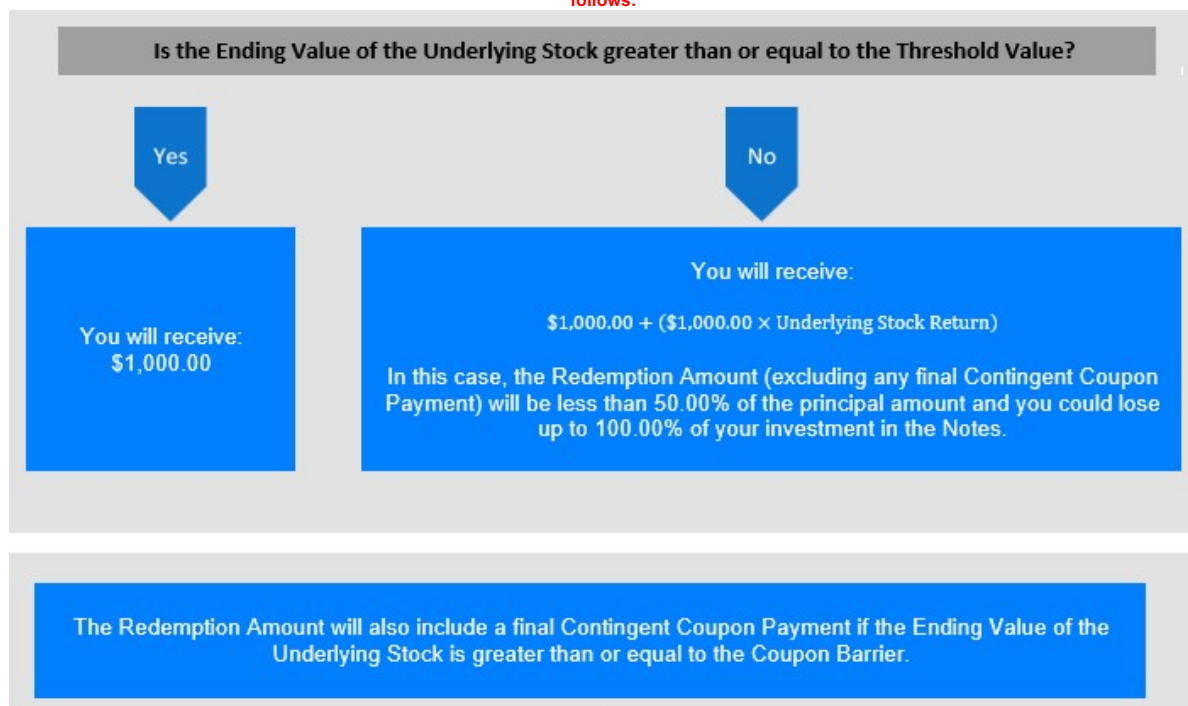 follows:
Is the Ending Value of the Underlying Stock greater than or equal to the Threshold Value?
Yes
No
You will receive:
$1,000.00
You will receive:
$1,000.00 + ($1,000.00 × Underlying Stock Return)
In this case, the Redemption Amount (excluding any final Contingent Coupon
Payment) will be less than 50.00% of the principal amount and you could lose
up to 100.00% of your investment in the Notes.
The Redemption Amount will also include a final Contingent Coupon Payment if the Ending Value of the
Underlying Stock is greater than or equal to the Coupon Barrier.